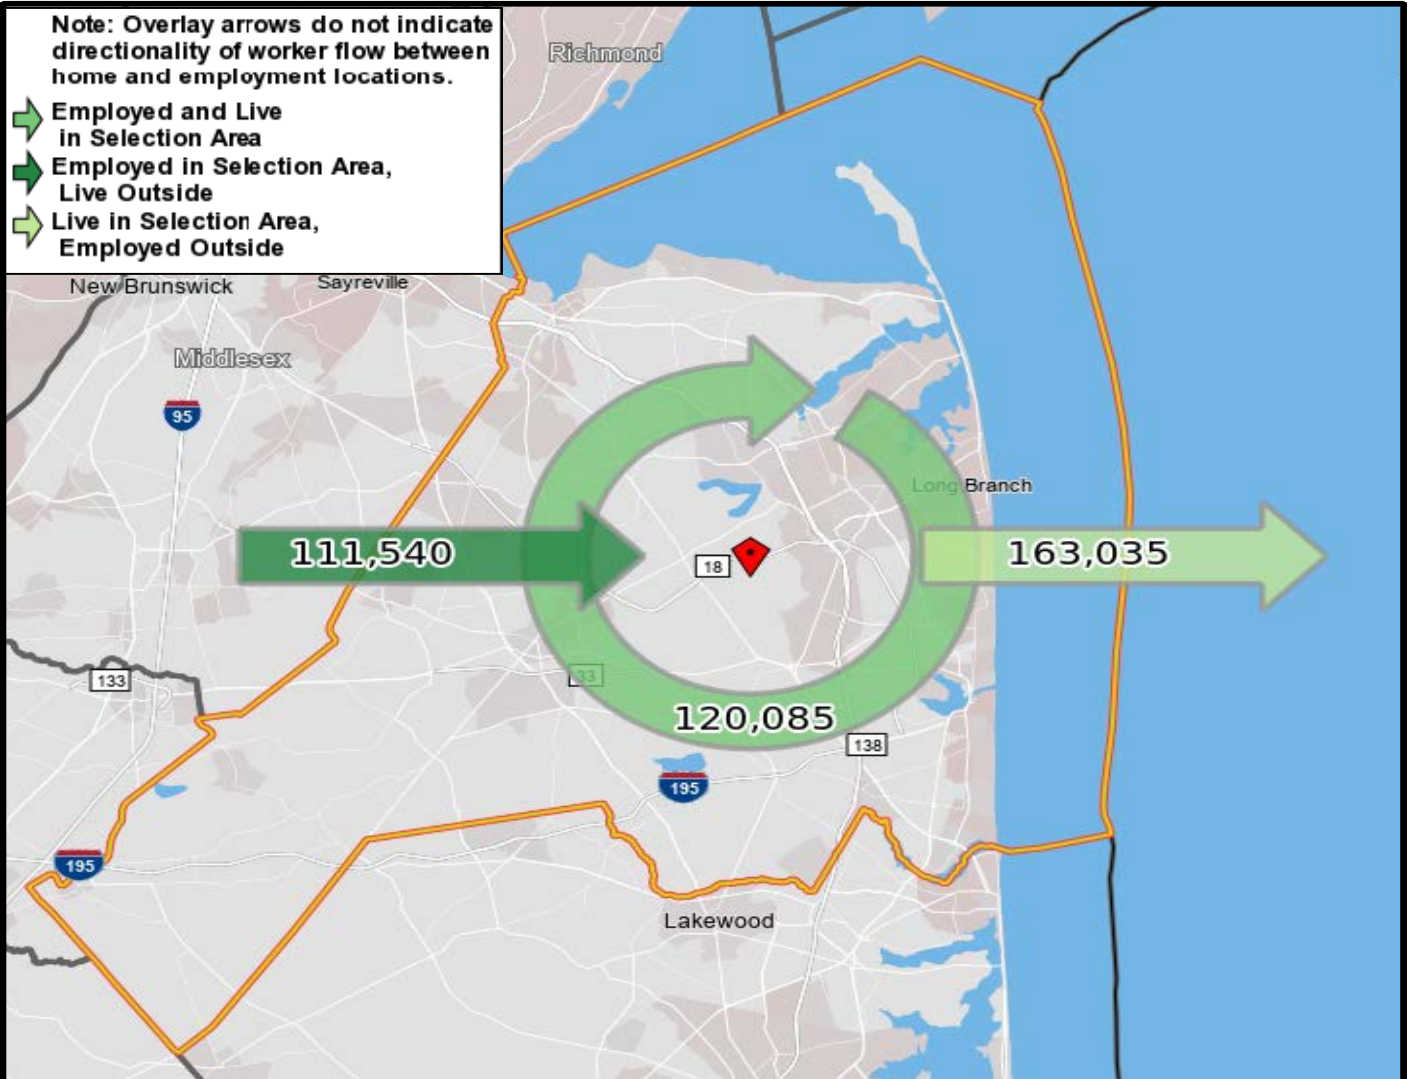 Note: Overlay arrows do not indicate
directionality of worker flow between
home and employment locations.
Employed and Live
in Selection Area
Employed in Selection Area,
Live Outside
Live in Selection Area,
Employed Outside
Richmond
New Brunswick
Sayreville
Middlesex
95
Long Branch
111,540
163,035
18
33
133
120,085
138
195
195
Lakewood